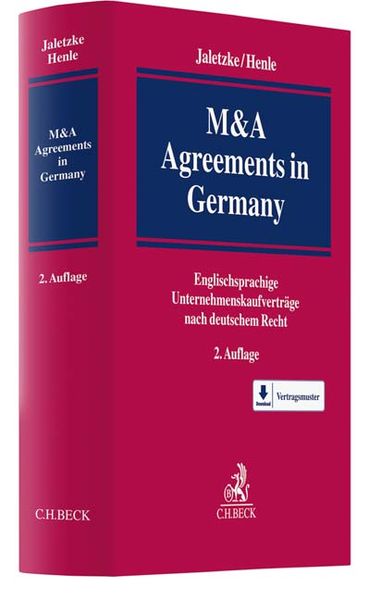 Jaletzke
Henle
M&A
Agreements
in
Germany
2. Auflage
C.H.BECK
Jaletzke/Henle
M&A
Agreements in
Germany
Englischsprachige
Unternehmenskaufverträge
nach deutschem Recht
2. Auflage
Download
Vertragsmuster
B
C.H.BECK